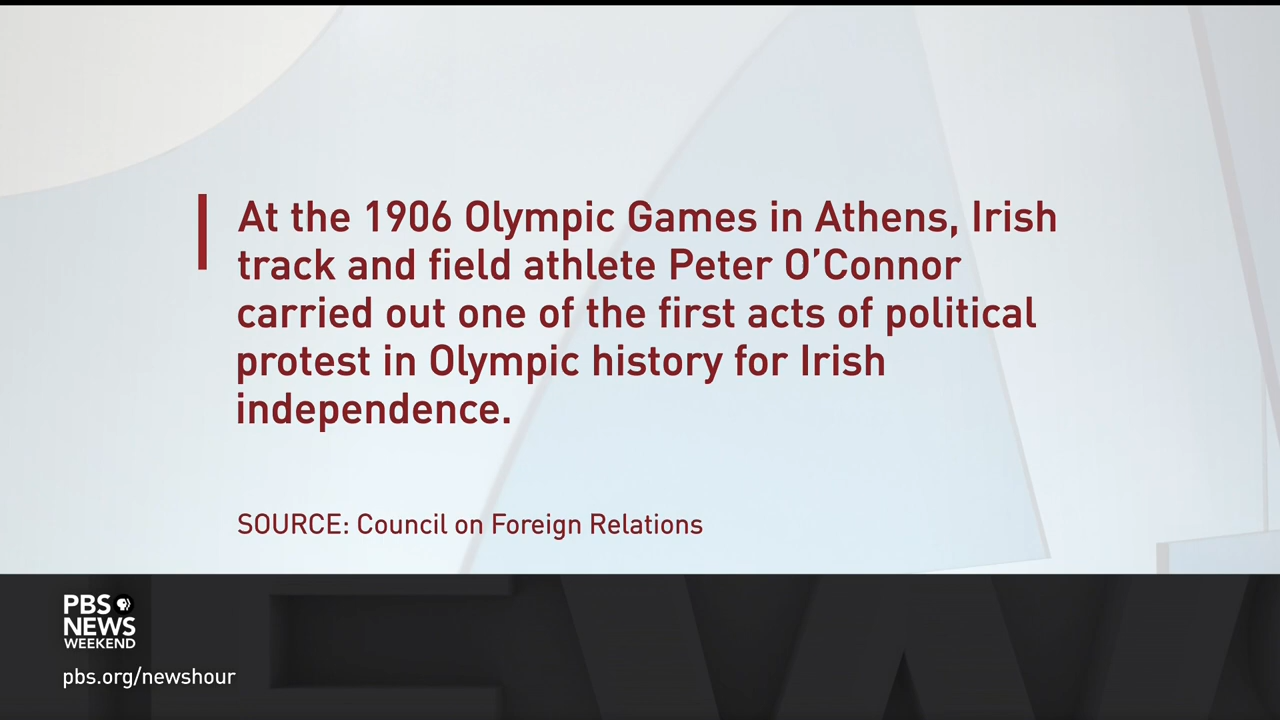 At the 1906 Olympic Games in Athens, Irish
track and field athlete Peter O’Connor
carried out one of the first acts of political
protest in Olympic history for Irish
independence.
SOURCE: Council on Foreign Relations
PBS
NEWS
WEEKEND
pbs.org/newshour